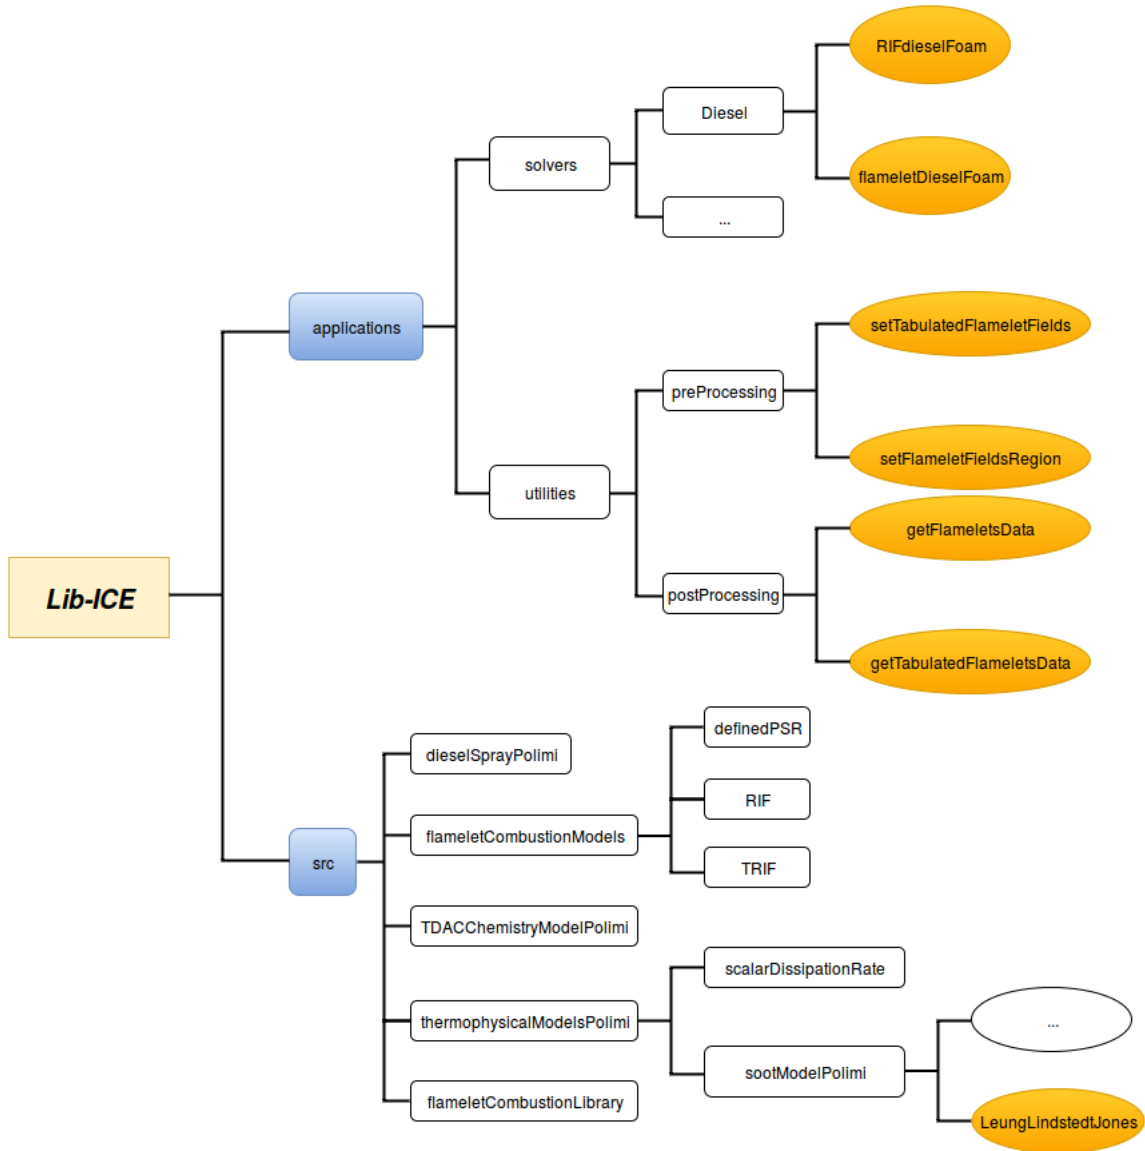 RIFdieselFoam
Diesel
solvers
flameletDieselFoam
...
applications
setTabulatedFlameletFields
preProcessing
setFlameletFieldsRegion
utilities
getFlameletsData
Lib-ICE
postProcessing
getTabulatedFlameletsData
definedPSR
dieselSprayPolimi
RIF
flameletCombustionModels
src
TRIF
TDACChemistryModelPolimi
scalarDissipationRate
thermophysicalModelsPolimi
...
sootModelPolimi
flameletCombustionLibrary
LeungLindstedtJones